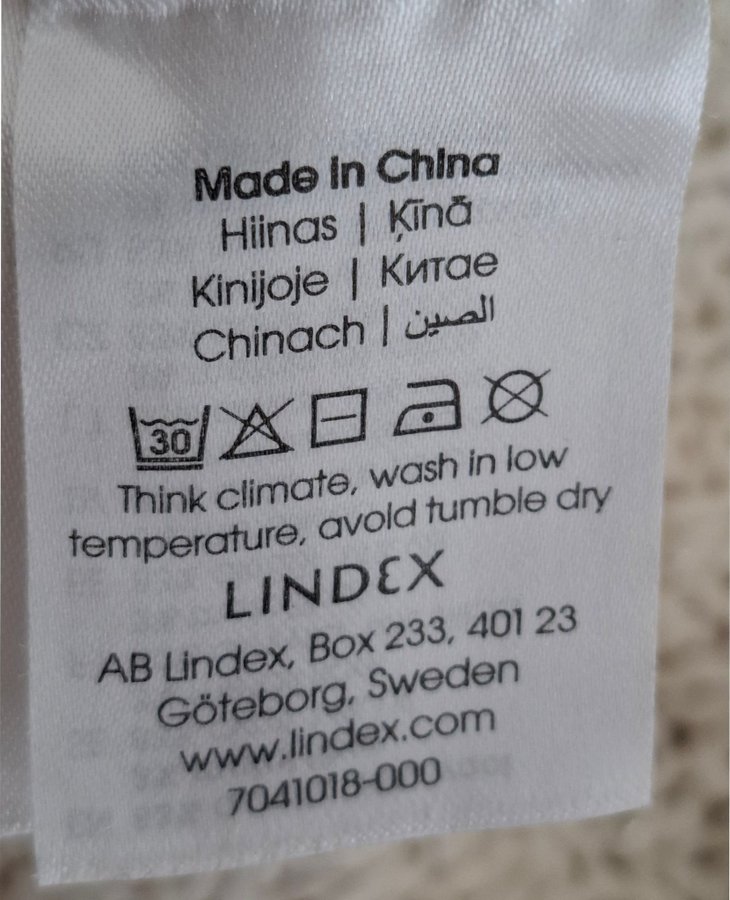 Made in China
Hiinas | Ķīnā
Kinijoje | Китае
Chinach | الصين
30
Think climate, wash in low
temperature, avoid tumble dry
LINDEX
AB Lindex, Box 233, 401 23
Göteborg, Sweden
www.lindex.com
7041018-000